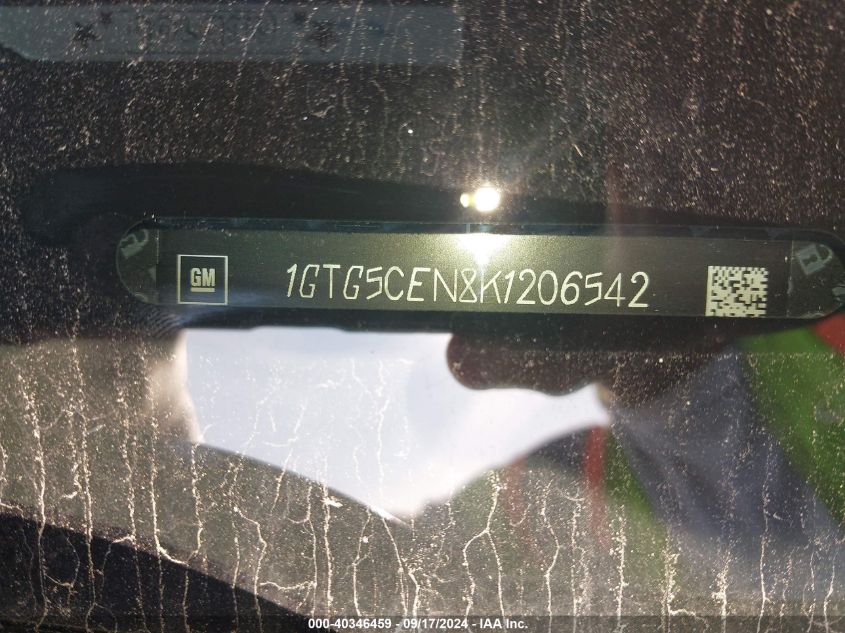 GM
1GTG5CEN8K1206542
000-40346459 - 09/17/2024 - IAA Inc.